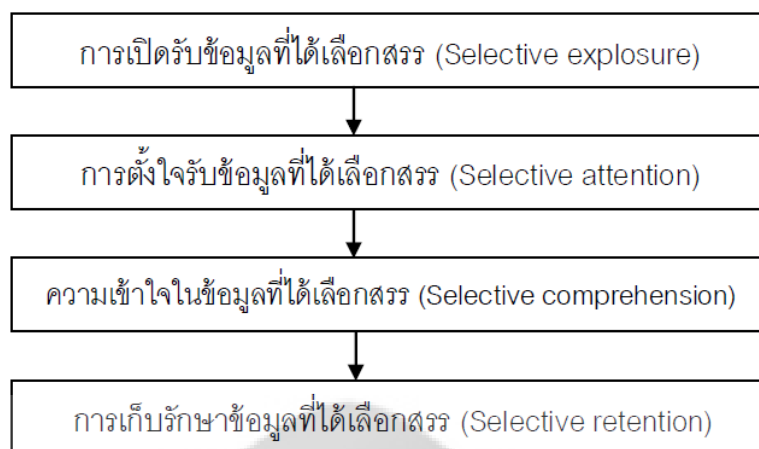 การเปิดรับข้อมูลที่ได้เลือกสรร (Selective explosure)
การตั้งใจรับข้อมูลที่ได้เลือกสรร (Selective attention)
ความเข้าใจในข้อมูลที่ได้เลือกสรร (Selective comprehension)
การเก็บรักษาข้อมูลที่ได้เลือกสรร (Selective retention)